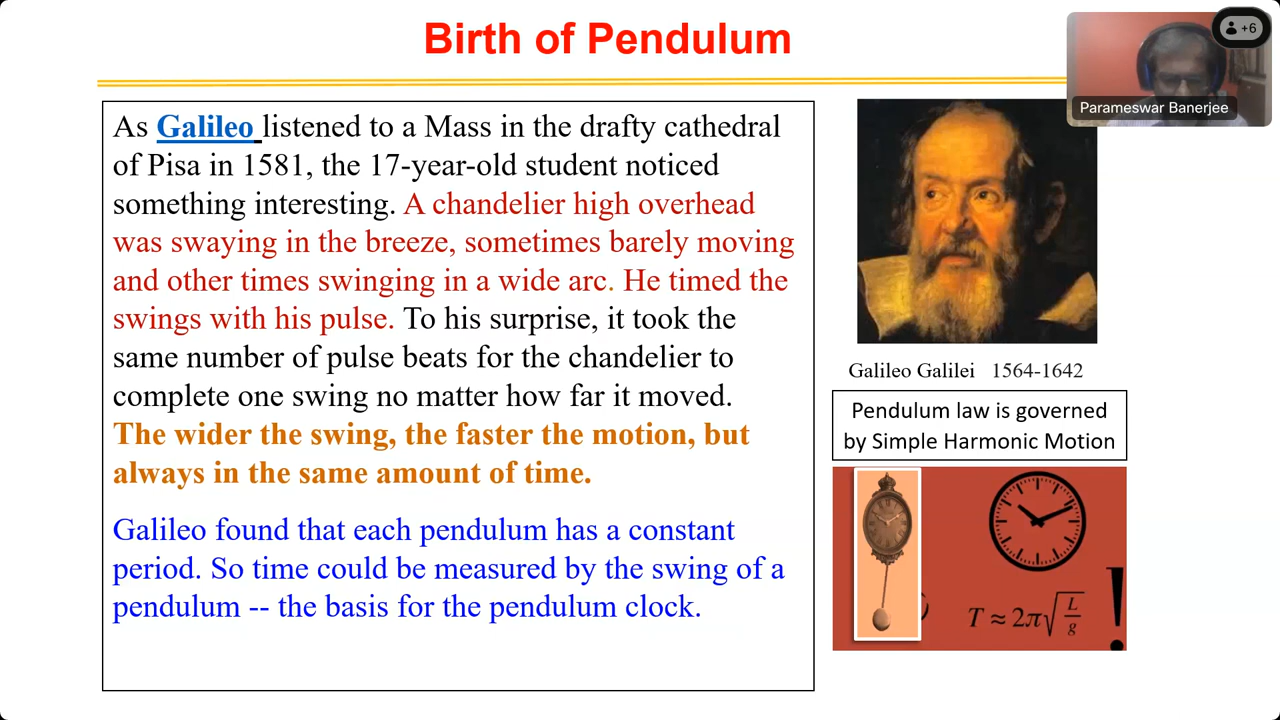 Birth of Pendulum
+6
Parameswar Banerjee
As Galileo listened to a Mass in the drafty cathedral
of Pisa in 1581, the 17-year-old student noticed
something interesting. A chandelier high overhead
was swaying in the breeze, sometimes barely moving
and other times swinging in a wide arc. He timed the
swings with his pulse. To his surprise, it took the
same number of pulse beats for the chandelier to
complete one swing no matter how far it moved.
The wider the swing, the faster the motion, but
always in the same amount of time.
Galileo found that each pendulum has a constant
period. So time could be measured by the swing of a
pendulum -- the basis for the pendulum clock.
Galileo Galilei 1564-1642
Pendulum law is governed
by Simple Harmonic Motion
T ≈ 2π√L/g
!